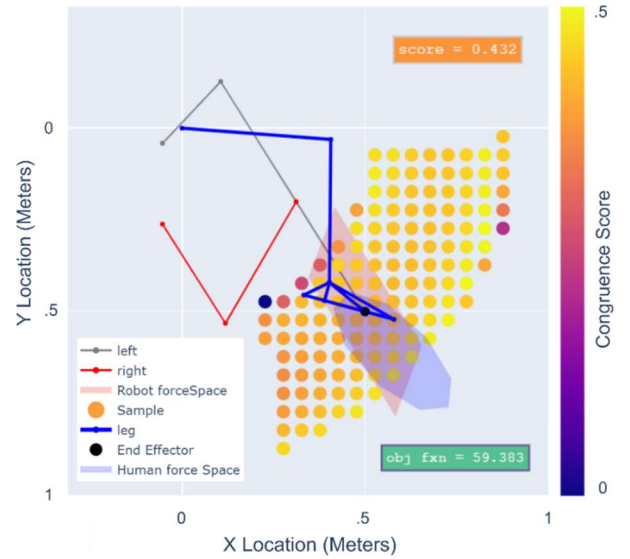 score = 0.432
.5
0
.5
1
Y Location (Meters)
left
right
Robot forceSpace
Sample
leg
End Effector
Human force Space
obj fxn = 59.383
0
.5
1
X Location (Meters)
Congruence Score
0